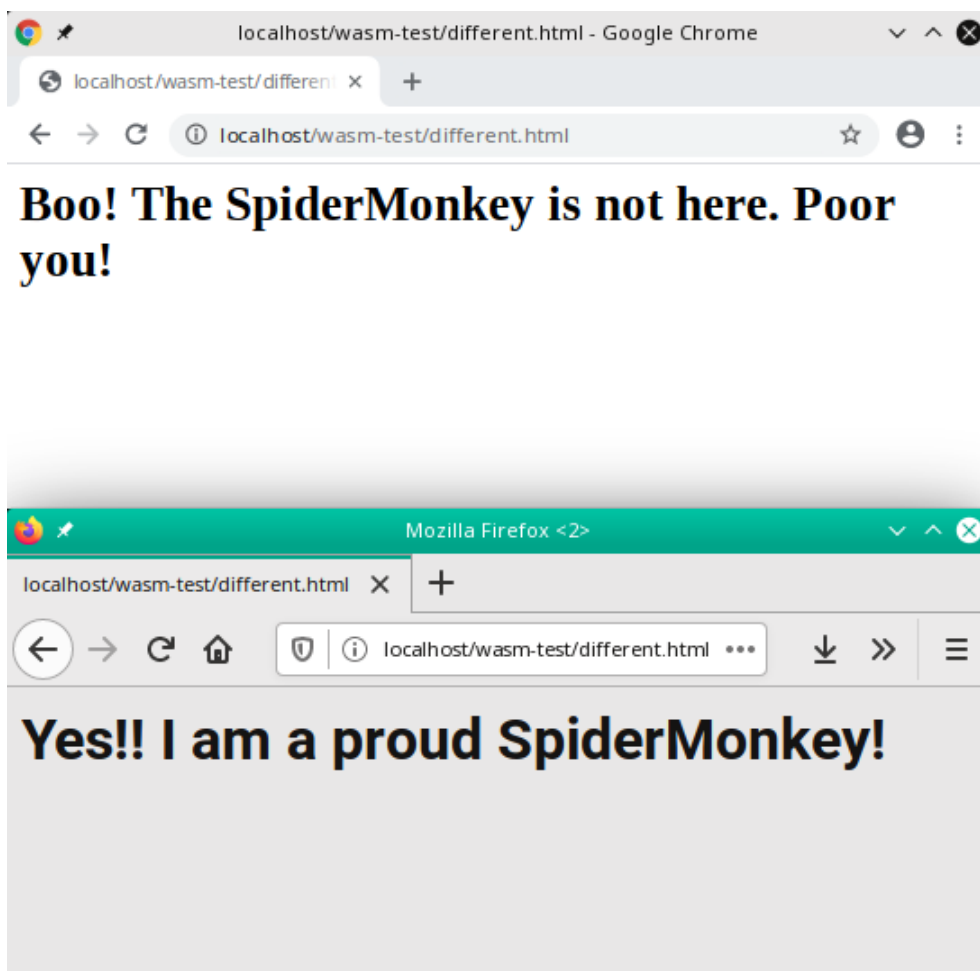 localhost/wasm-test/different.html - Google Chrome
localhost/wasm-test/different
localhost/wasm-test/different.html
Boo! The SpiderMonkey is not here. Poor
you!
Mozilla Firefox <2>
localhost/wasm-test/different.html
localhost/wasm-test/different.html
Yes!! I am a proud SpiderMonkey!